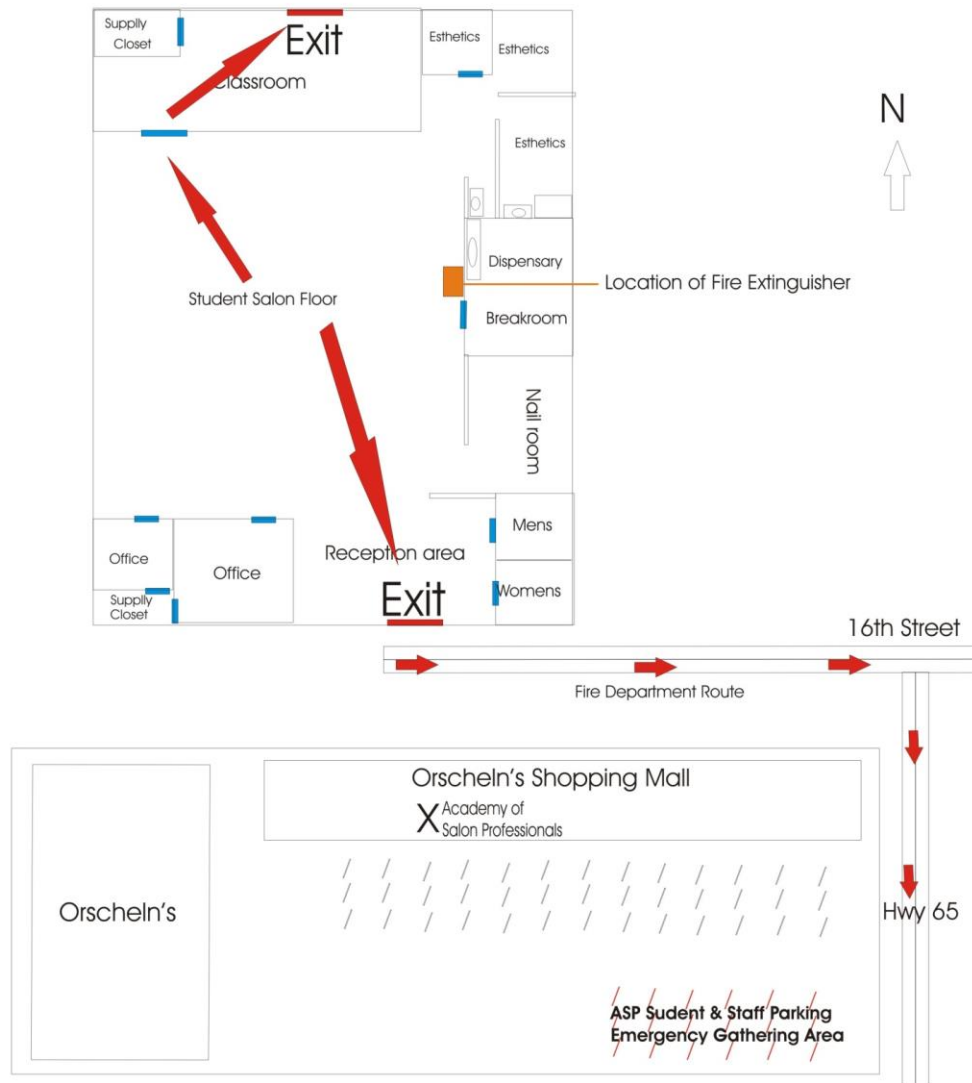 Supplly
Closet
Exit
Classroom
Esthetics
Esthetics
N
Esthetics
Dispensary
Location of Fire Extinguisher
Student Salon Floor
Breakroom
Nail room
Mens
Reception area
Office
Office
Exit
Womens
Supplly
Closet
16th Street
Fire Department Route
Orscheln's Shopping Mall
X Academy of
Salon Professionals
Orscheln's
Hwy 65
ASP Sudent & Staff Parking
Emergency Gathering Area